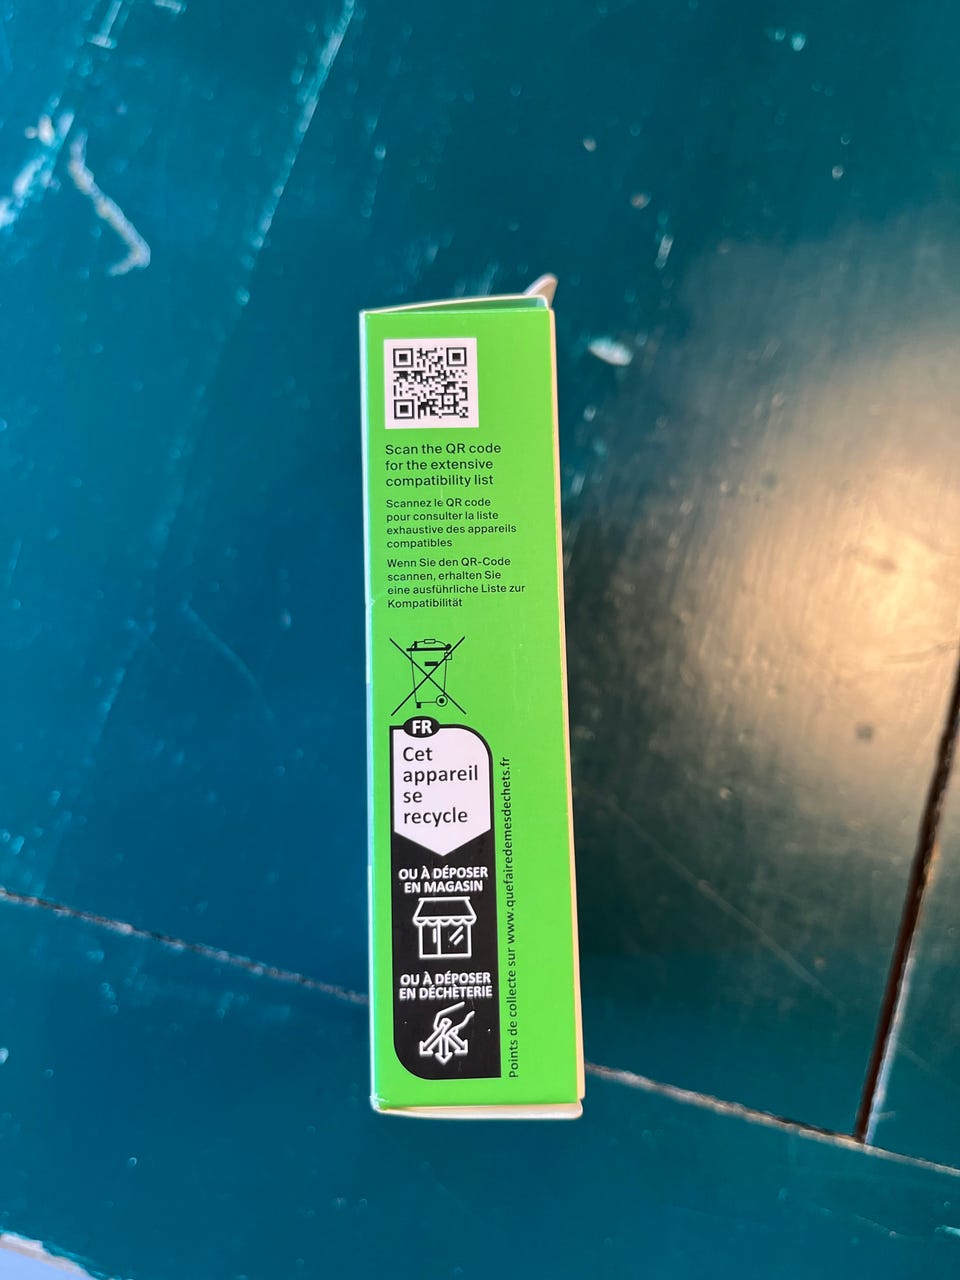 Scan the QR code
for the extensive
compatibility list
Scannez le QR code
pour consulter la liste
exhaustive des appareils
compatibles
Wenn Sie den QR-Code
scannen, erhalten Sie
eine ausführliche Liste zur
Kompatibilität
FR
Cet
appareil
se
recycle
OU À DÉPOSER
EN MAGASIN
OU À DÉPOSER
EN DÉCHÈTERIE
Points de collecte sur www.quefairedemesdechets.fr